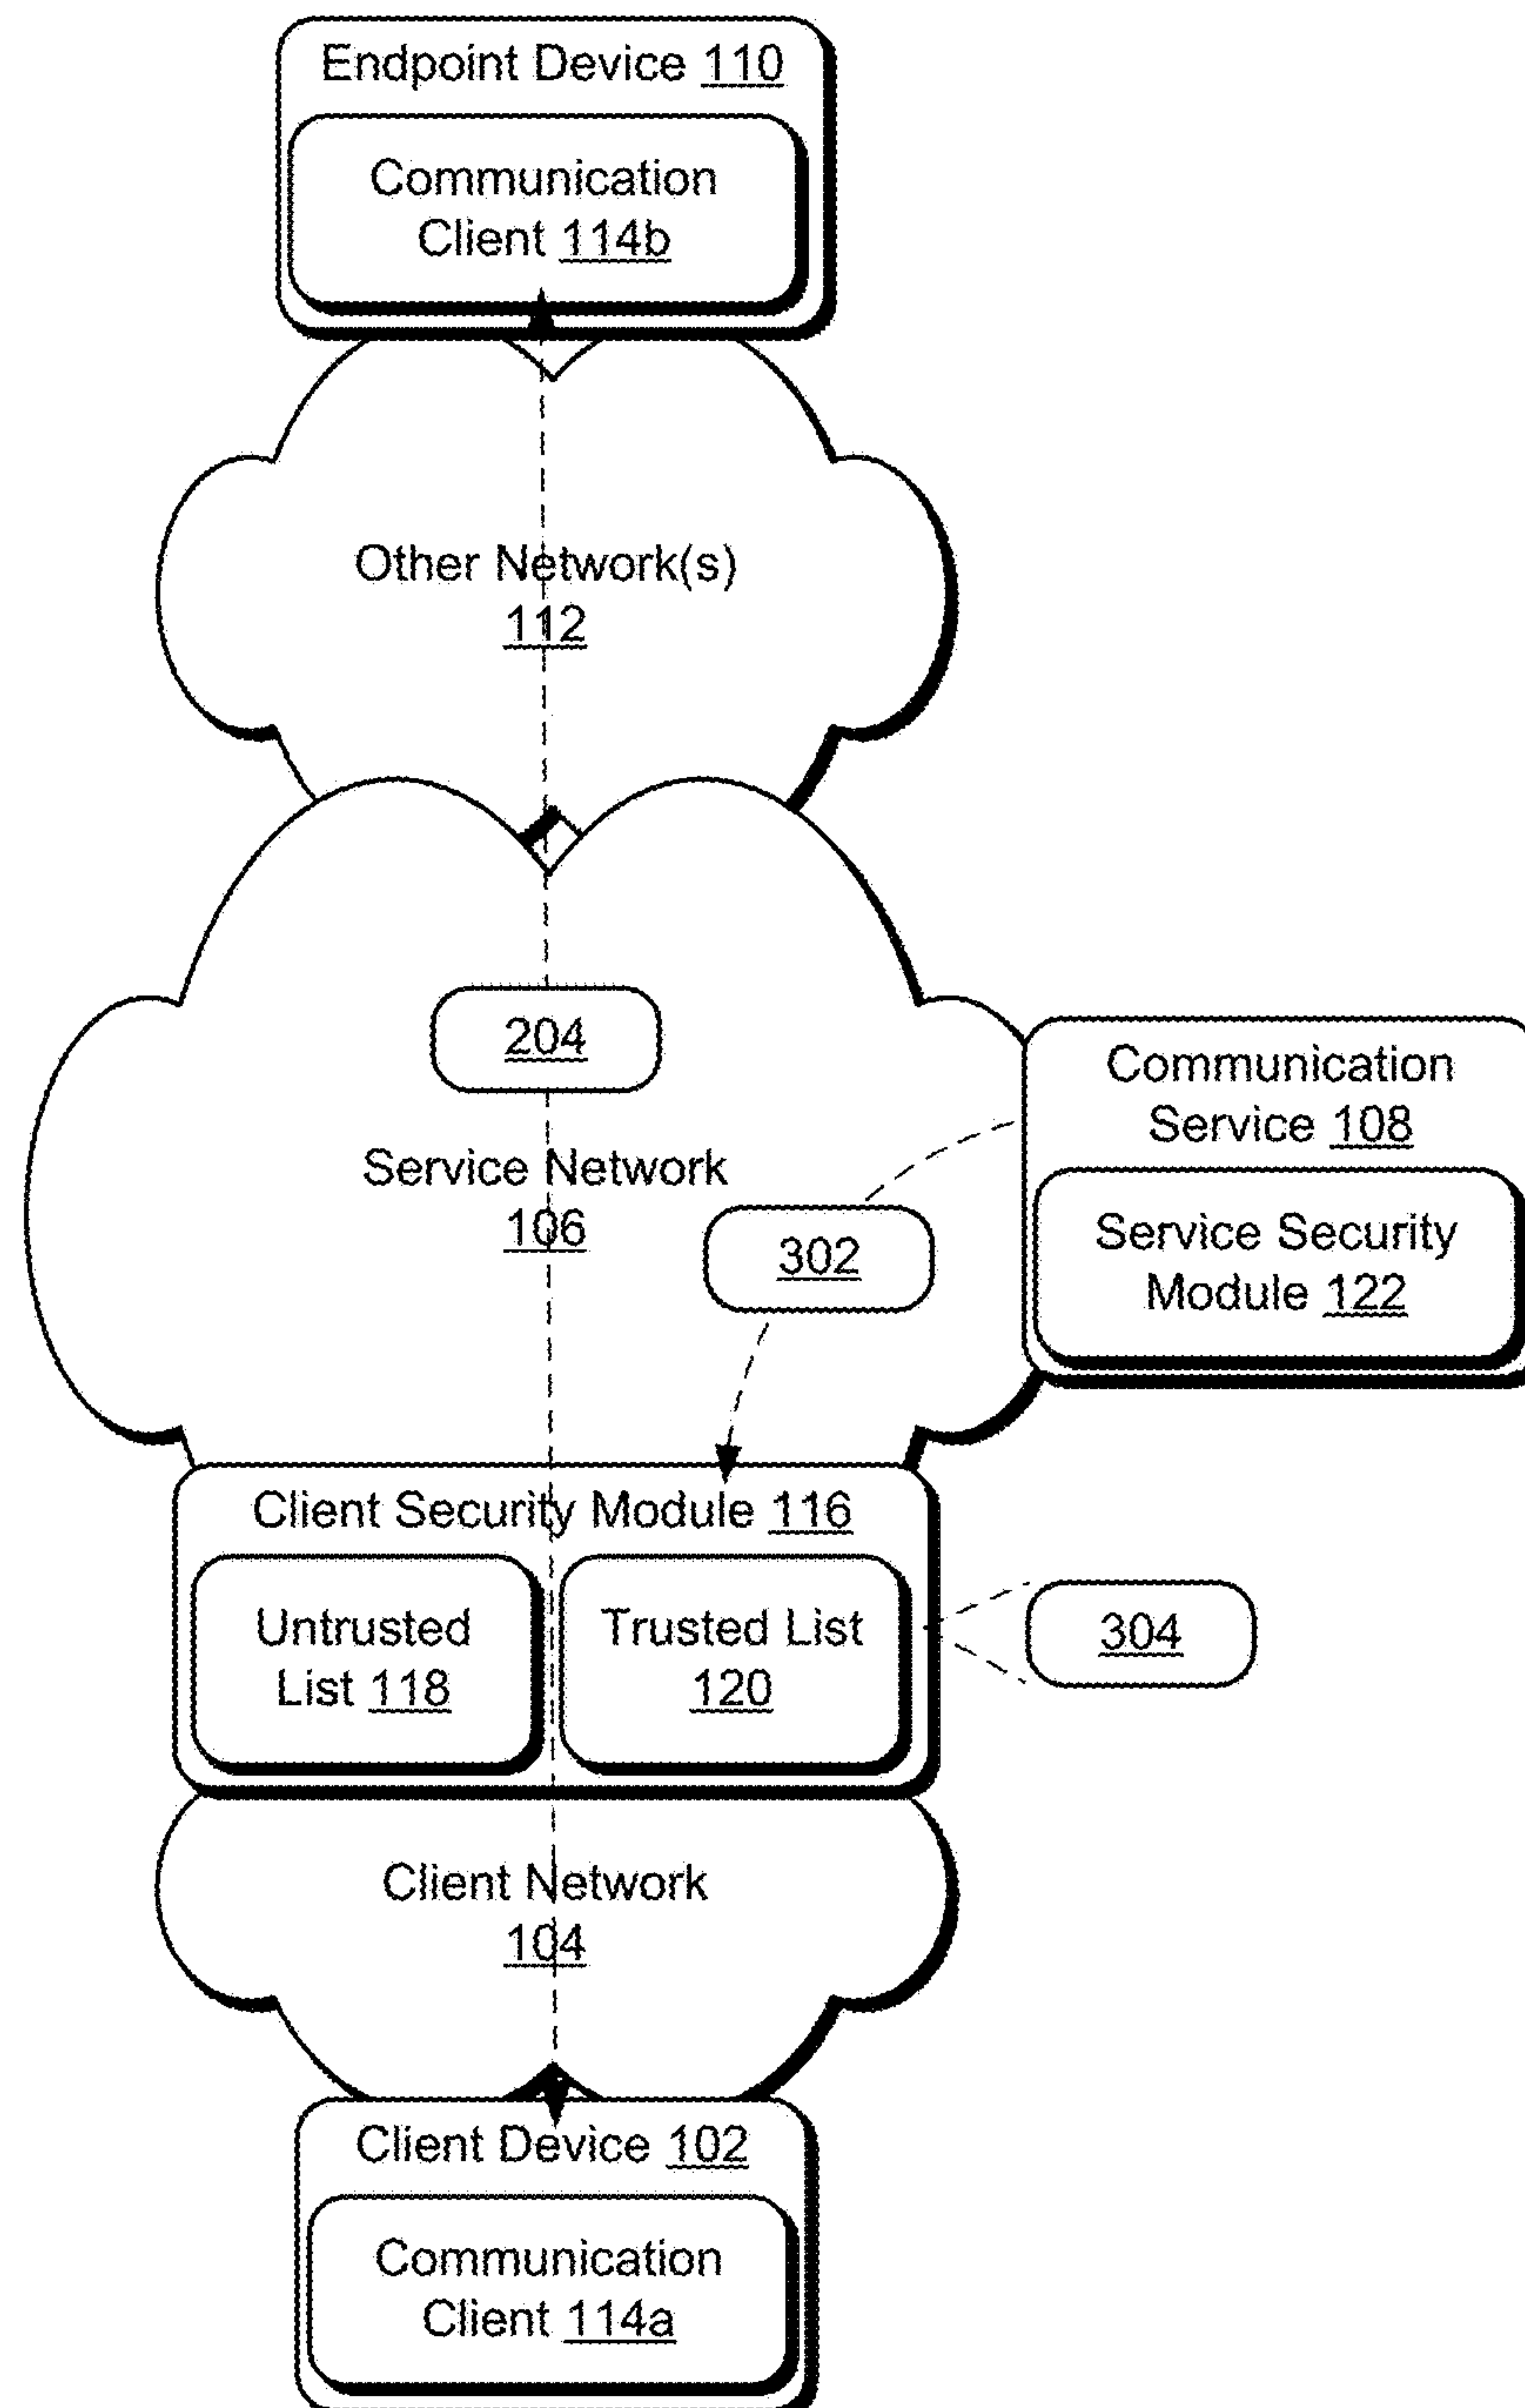 Endpoint Device 110
Communication
Client 114b
Other Network(s)
112
204
Communication
Service 108
Service Network
106
302
Service Security
Module 122
Client Security Module 116
Untrusted
List 118
Trusted List
120
304
Client Network
104
Client Device 102
Communication
Client 114a